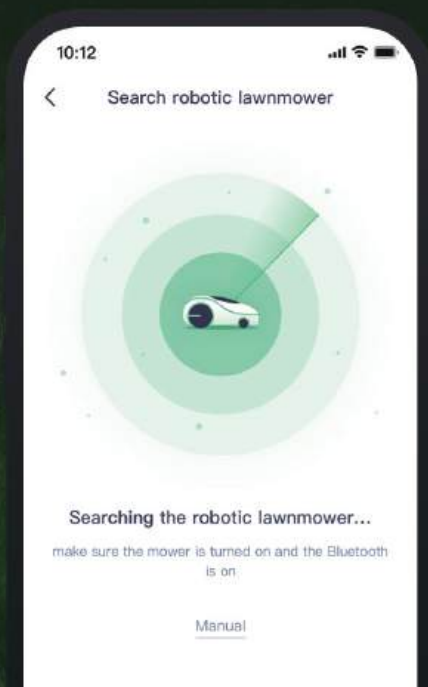 10:12
Search robotic lawnmower
Searching the robotic lawnmower...
make sure the mower is turned on and the Bluetooth
is on
Manual